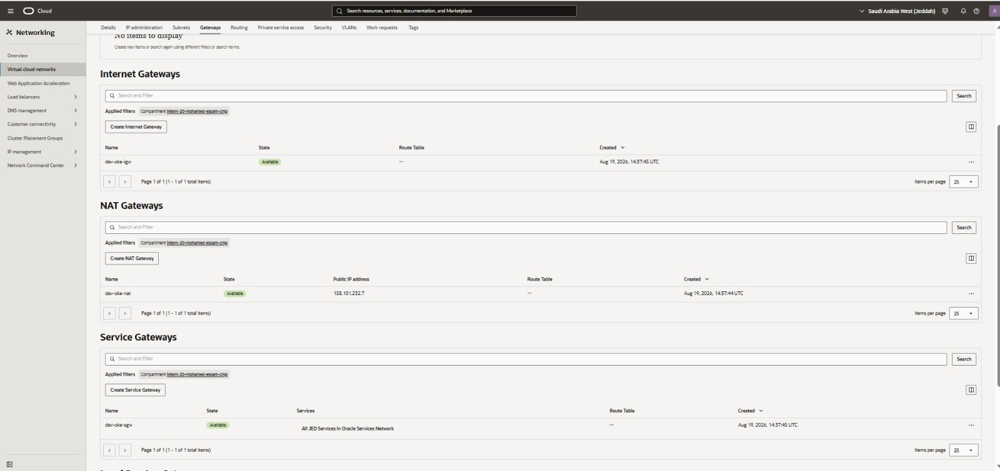 Cloud
Search resources, services, documentation, and Marketplace
Saudi Arabia West (Jeddah)
Networking
Overview
Virtual cloud networks
Web Application Acceleration
Load balancers
DNS management
Customer connectivity
Cluster Placement Groups
IP management
Network Command Center
Details IP administration Subnets Gateways Routing Private service access Security VLANs Work requests Tags
No items to display
Create new items or search again using different filters or search terms.
Internet Gateways
Search and Filter Search
Applied filters Compartment intern-20-mohamed-essam-cmp
Create Internet Gateway
Name State Route Table Created
dev-oke-igw Available — Aug 19, 2026, 14:37:45 UTC ...
Page 1 of 1 (1 - 1 of 1 total items) Items per page 25
NAT Gateways
Search and Filter Search
Applied filters Compartment intern-20-mohamed-essam-cmp
Create NAT Gateway
Name State Public IP address Route Table Created
dev-oke-nat Available 158.101.232.7 — Aug 19, 2026, 14:37:44 UTC ...
Page 1 of 1 (1 - 1 of 1 total items) Items per page 25
Service Gateways
Search and Filter Search
Applied filters Compartment intern-20-mohamed-essam-cmp
Create Service Gateway
Name State Services Route Table Created
dev-oke-sgw Available All JED Services In Oracle Services Network — Aug 19, 2026, 14:37:45 UTC ...
Page 1 of 1 (1 - 1 of 1 total items) Items per page 25